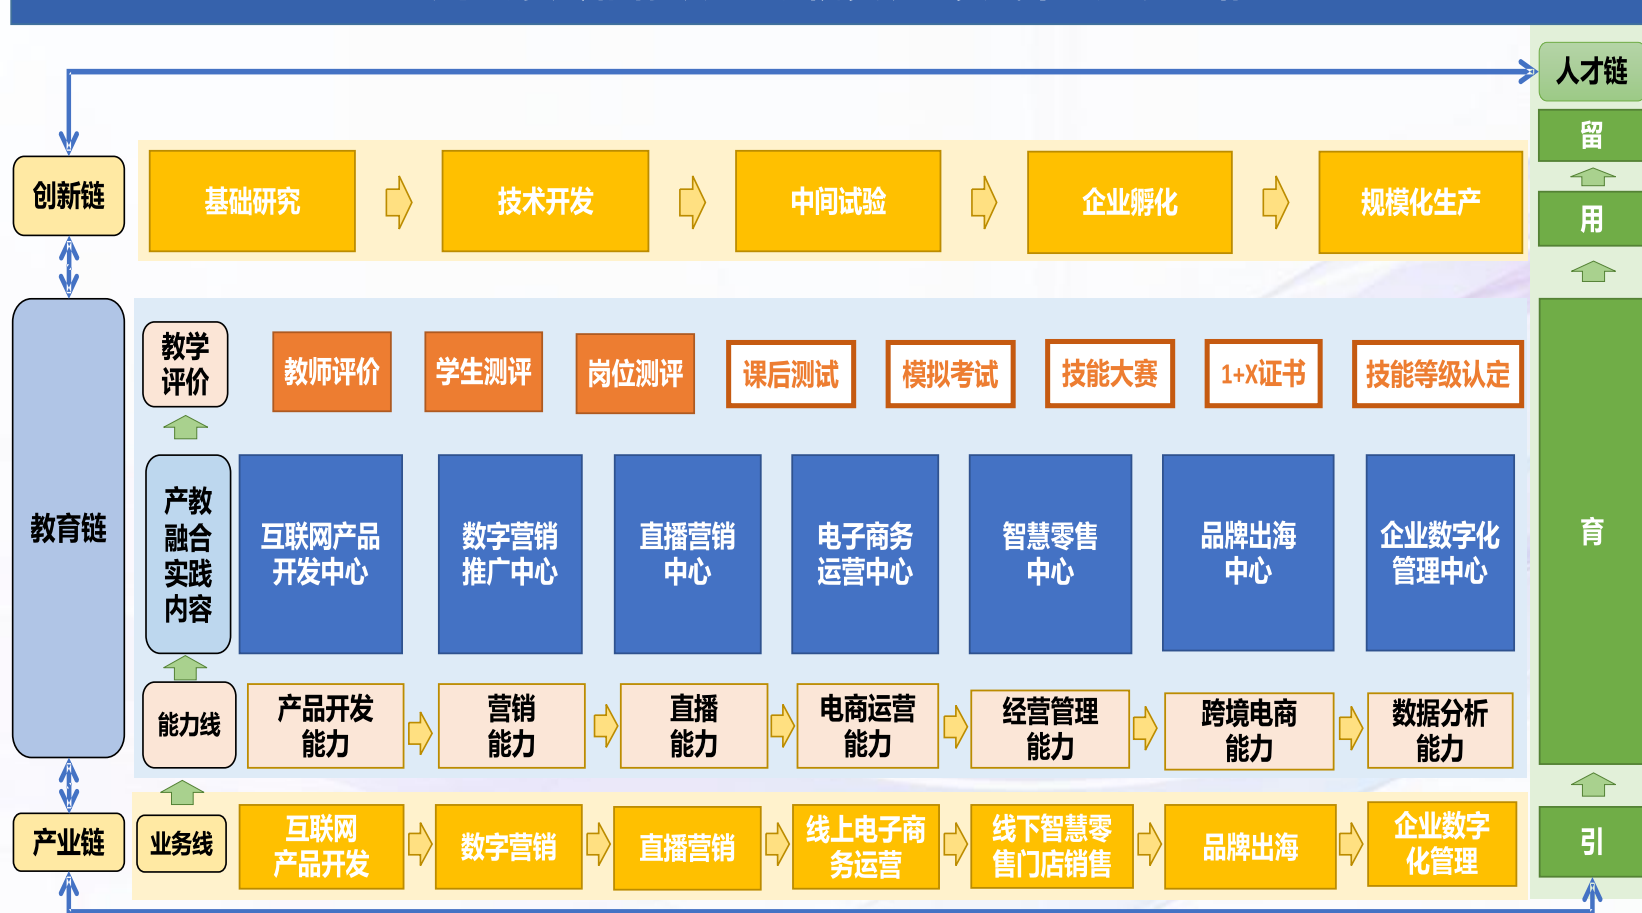 人才链
留
创新链
基础研究
技术开发
中间试验
企业孵化
规模化生产
用
教学
评价
教师评价
学生测评
岗位测评
课后测试
模拟考试
技能大赛
1+X证书
技能等级认定
教育链
产教
融合
实践
内容
互联网产品
开发中心
数字营销
推广中心
直播营销
中心
电子商务
运营中心
智慧零售
中心
品牌出海
中心
企业数字化
管理中心
育
能力线
产品开发
能力
营销
能力
直播
能力
电商运营
能力
经营管理
能力
跨境电商
能力
数据分析
能力
产业链
业务线
互联网
产品开发
数字营销
直播营销
线上电子商
务运营
线下智慧零
售门店销售
品牌出海
企业数字
化管理
引